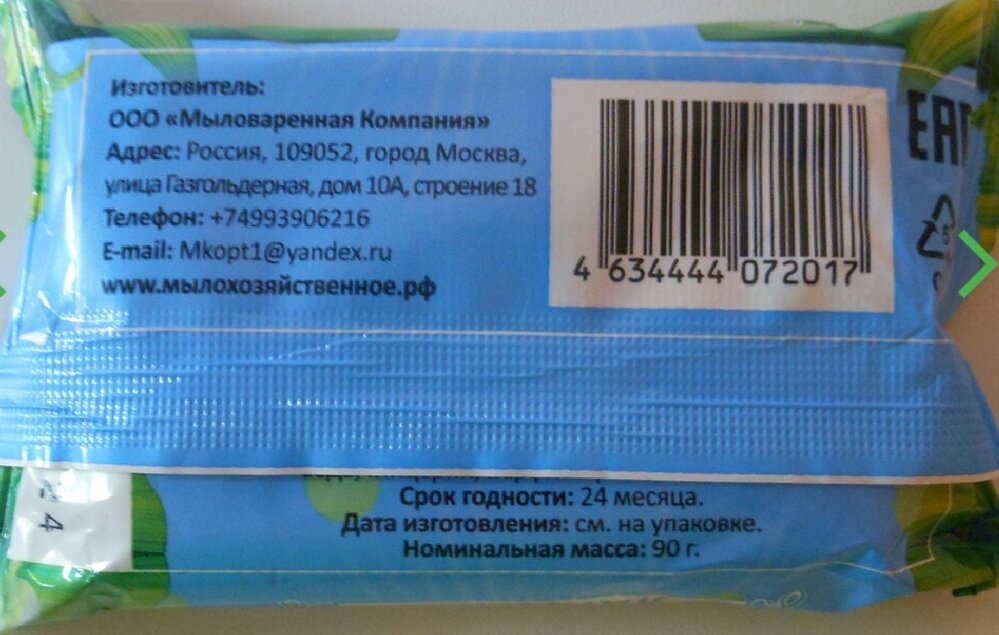 Изготовитель:
ООО «Мыловаренная Компания»
Адрес: Россия, 109052, город Москва,
улица Газгольдерная, дом 10А, строение 18
Телефон: +74993906216
E-mail: Mkopt1@yandex.ru
www.мылохозяйственное.рф
4 634444 072017
EAC
5
Срок годности: 24 месяца.
Дата изготовления: см. на упаковке.
Номинальная масса: 90 г.